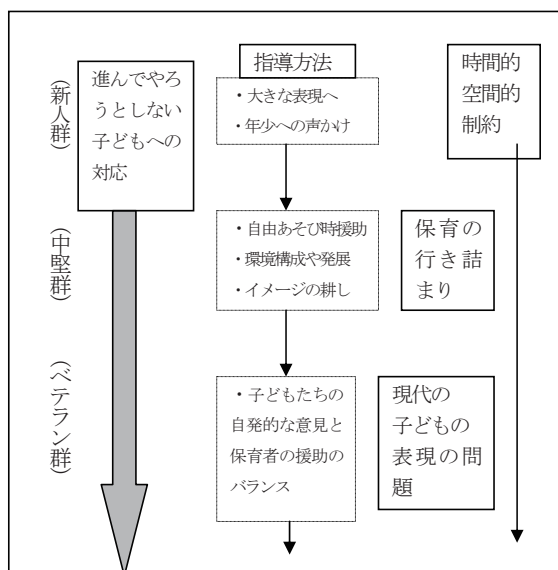 (新人群)
進んでやろ
うとしない
子どもへの
対応
指導方法
・大きな表現へ
・年少への声かけ
時間的
空間的
制約
(中堅群)
・自由あそび時援助
・環境構成や発展
・イメージの耕し
保育の
行き詰
まり
(ベテラン群)
・子どもたちの
自発的な意見と
保育者の援助の
バランス
現代の
子どもの
表現の問
題